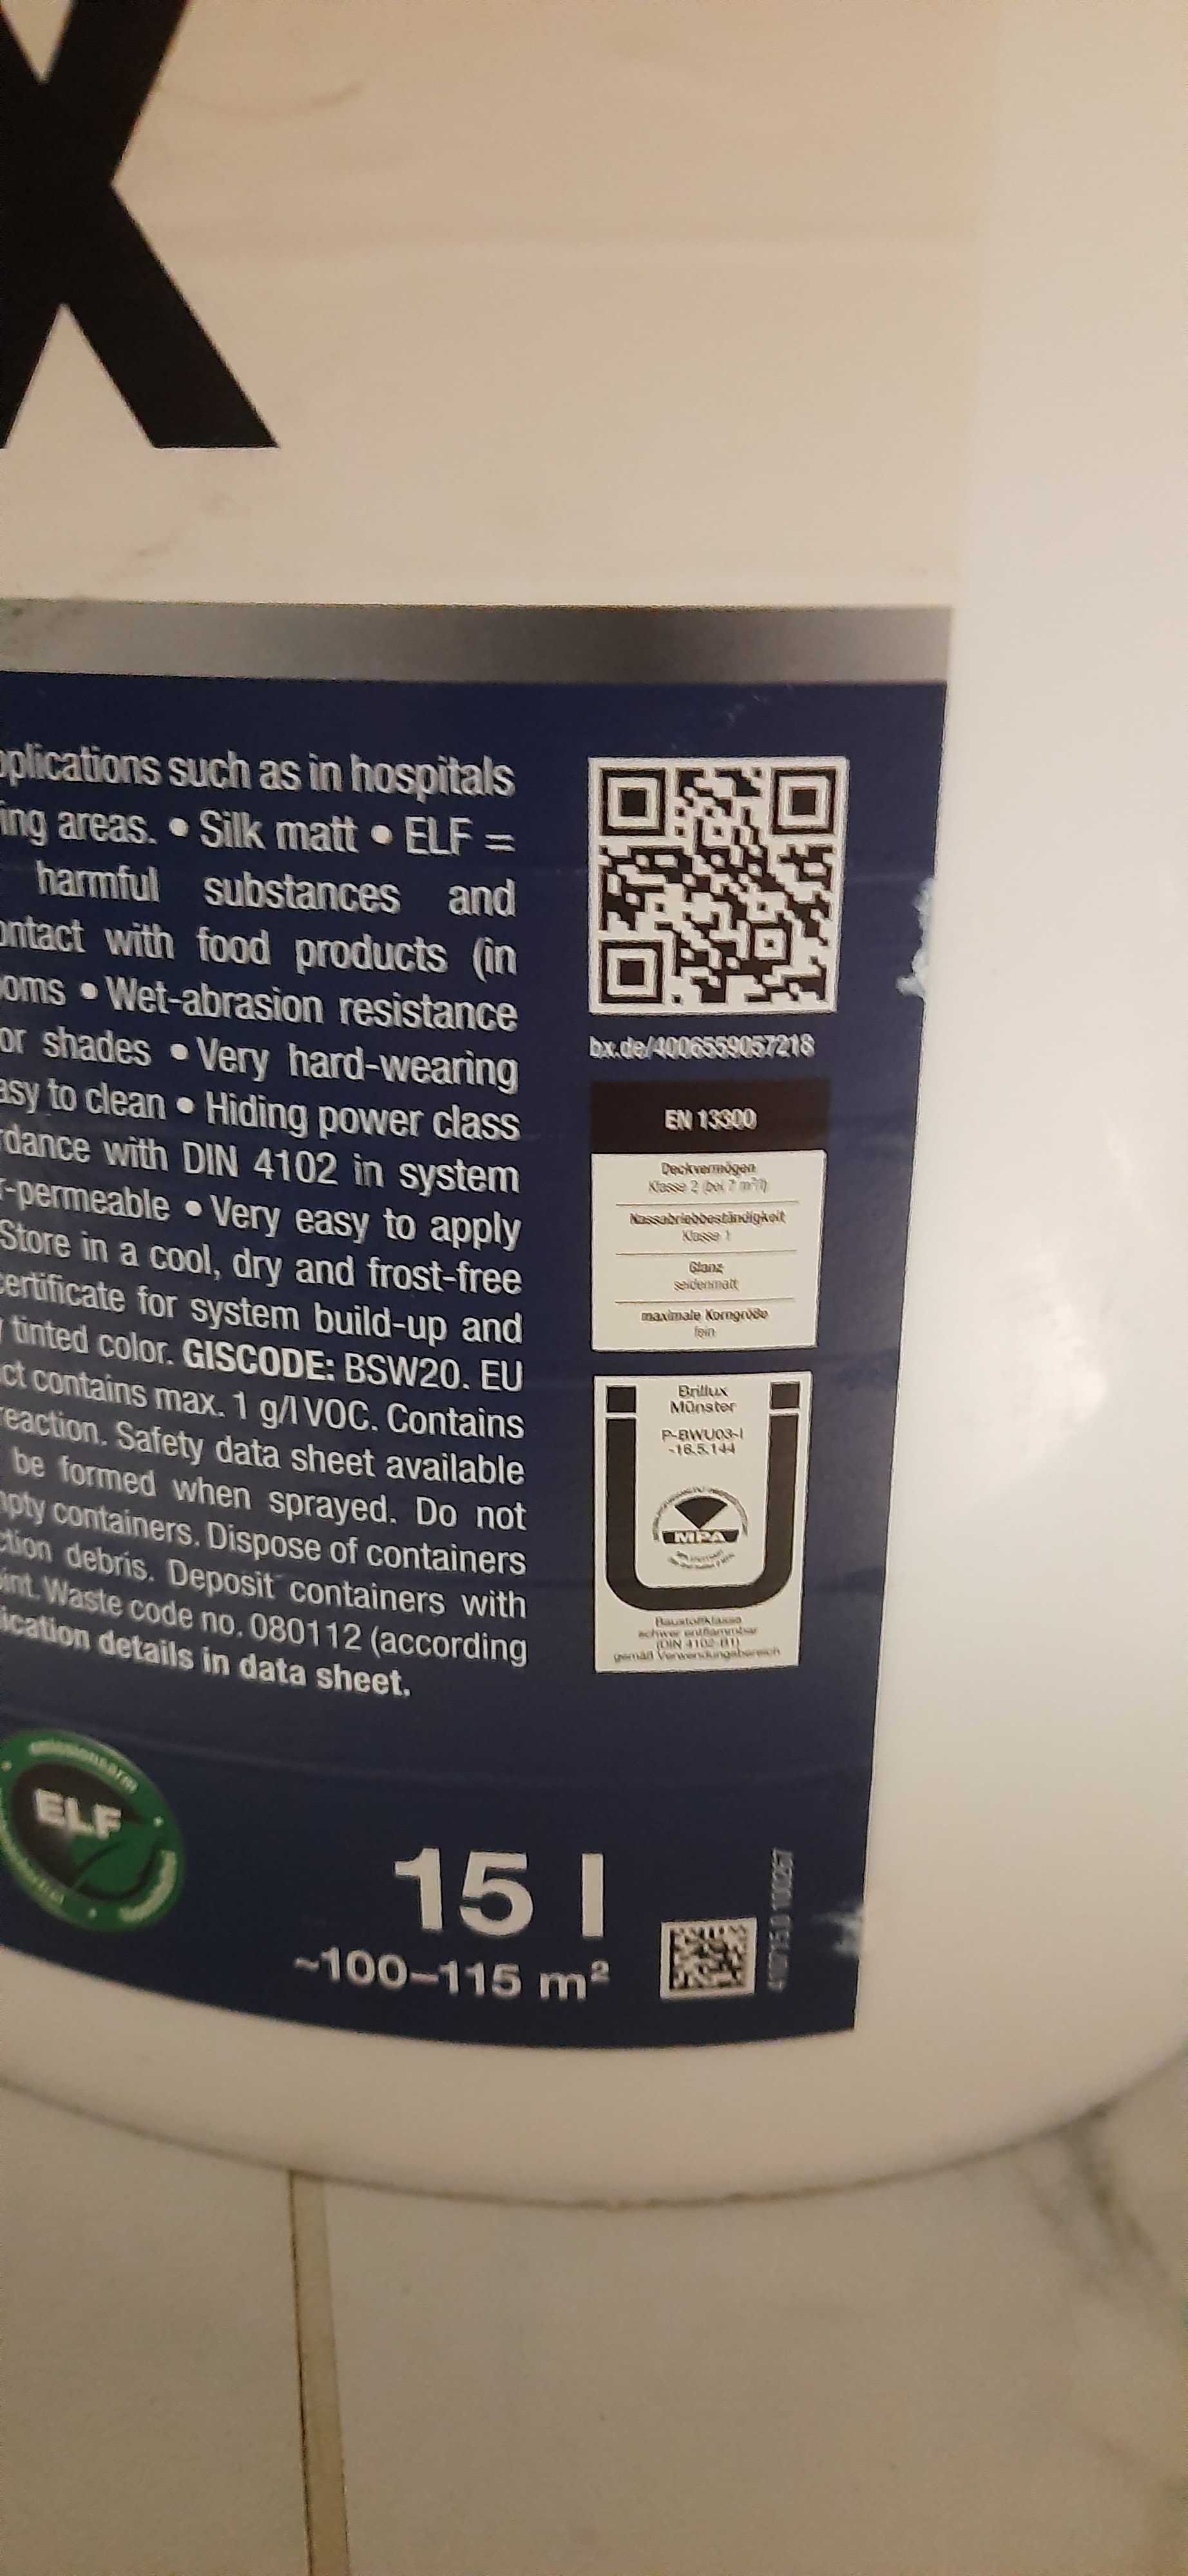 X
pplications such as in hospitals
ing areas. • Silk matt • ELF =
harmful substances and
ontact with food products (in
oms • Wet-abrasion resistance
or shades • Very hard-wearing
asy to clean • Hiding power class
rdance with DIN 4102 in system
r-permeable • Very easy to apply
Store in a cool, dry and frost-free
certificate for system build-up and
tinted color. GISCODE: BSW20. EU
ct contains max. 1 g/l VOC. Contains
reaction. Safety data sheet available
be formed when sprayed. Do not
mpty containers. Dispose of containers
ction debris. Deposit containers with
int. Waste code no. 080112 (according
lication details in data sheet.
bx.de/4006559057218
EN 13300
Deckvermögen
Klasse 2 (bei 7 m²/l)
Nassabriebbeständigkeit
Klasse 1
Glanz
seidenmatt
maximale Korngröße
fein
Brillux
Münster
P-BWU03-I
-16.5.144
MPA
Baustoffklasse
schwer entflammbar
(DIN 4102-B1)
gemäß Verwendungsbereich
emissionsarm
ELF
15 l
~100–115 m²